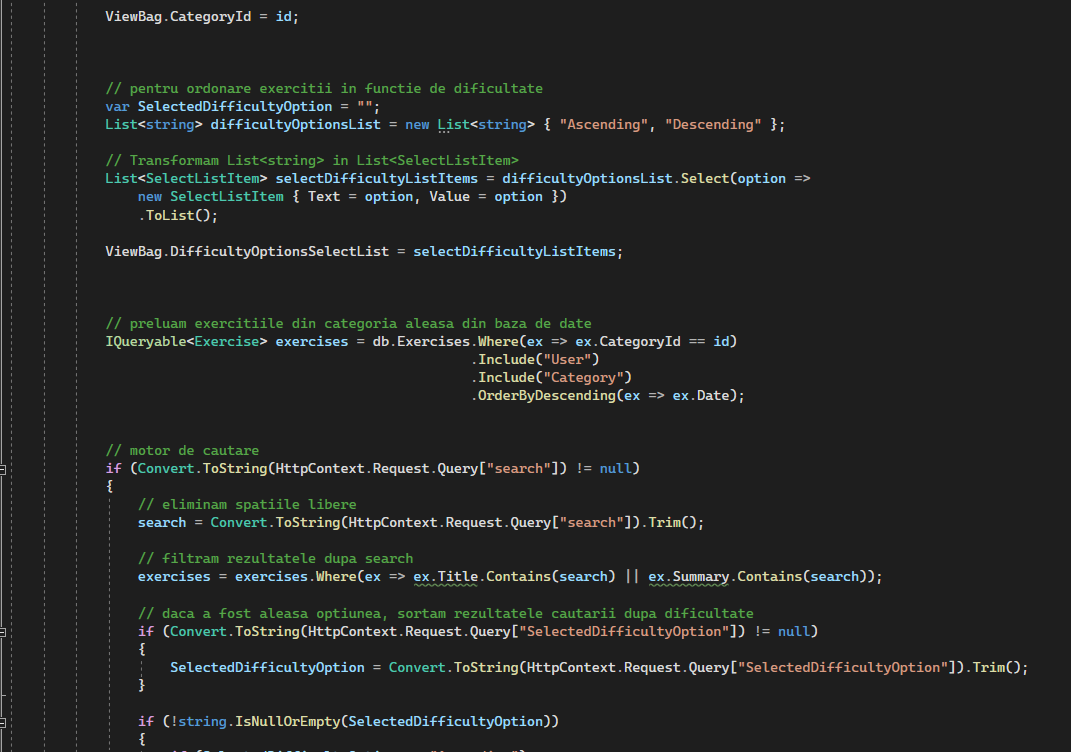 ViewBag.CategoryId = id;
// pentru ordonare exercitii in functie de dificultate
var SelectedDifficultyOption = "";
List<string> difficultyOptionsList = new List<string> { "Ascending", "Descending" };
// Transformam List<string> in List<SelectListItem>
List<SelectListItem> selectDifficultyListItems = difficultyOptionsList.Select(option =>
new SelectListItem { Text = option, Value = option })
.ToList();
ViewBag.DifficultyOptionsSelectList = selectDifficultyListItems;
// preluam exercitiile din categoria aleasa din baza de date
IQueryable<Exercise> exercises = db.Exercises.Where(ex => ex.CategoryId == id)
.Include("User")
.Include("Category")
.OrderByDescending(ex => ex.Date);
// motor de cautare
if (Convert.ToString(HttpContext.Request.Query["search"]) != null)
{
// eliminam spatiile libere
search = Convert.ToString(HttpContext.Request.Query["search"]).Trim();
// filtram rezultatele dupa search
exercises = exercises.Where(ex => ex.Title.Contains(search) || ex.Summary.Contains(search));
// daca a fost aleasa optiunea, sortam rezultatele cautarii dupa dificultate
if (Convert.ToString(HttpContext.Request.Query["SelectedDifficultyOption"]) != null)
{
SelectedDifficultyOption = Convert.ToString(HttpContext.Request.Query["SelectedDifficultyOption"]).Trim();
}
if (!string.IsNullOrEmpty(SelectedDifficultyOption))
{